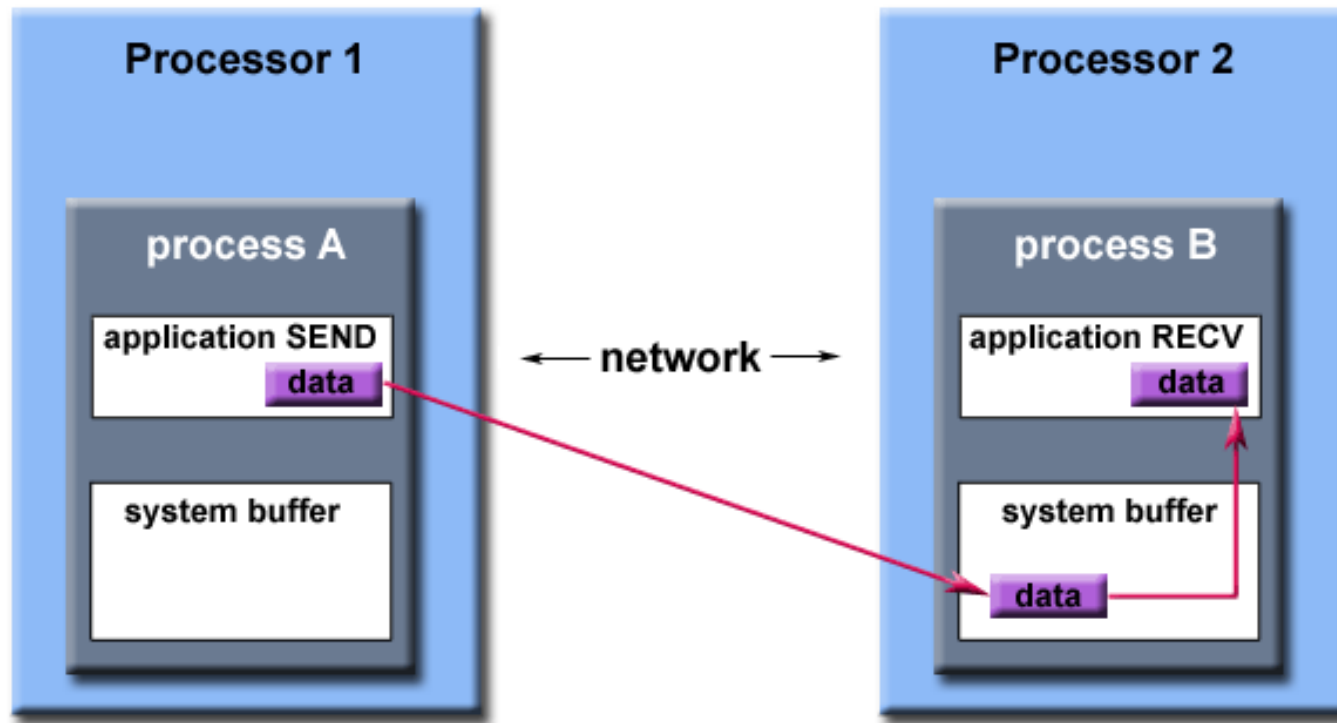 Processor 1
process A
application SEND
data
system buffer
network
Processor 2
process B
application RECV
data
system buffer
data